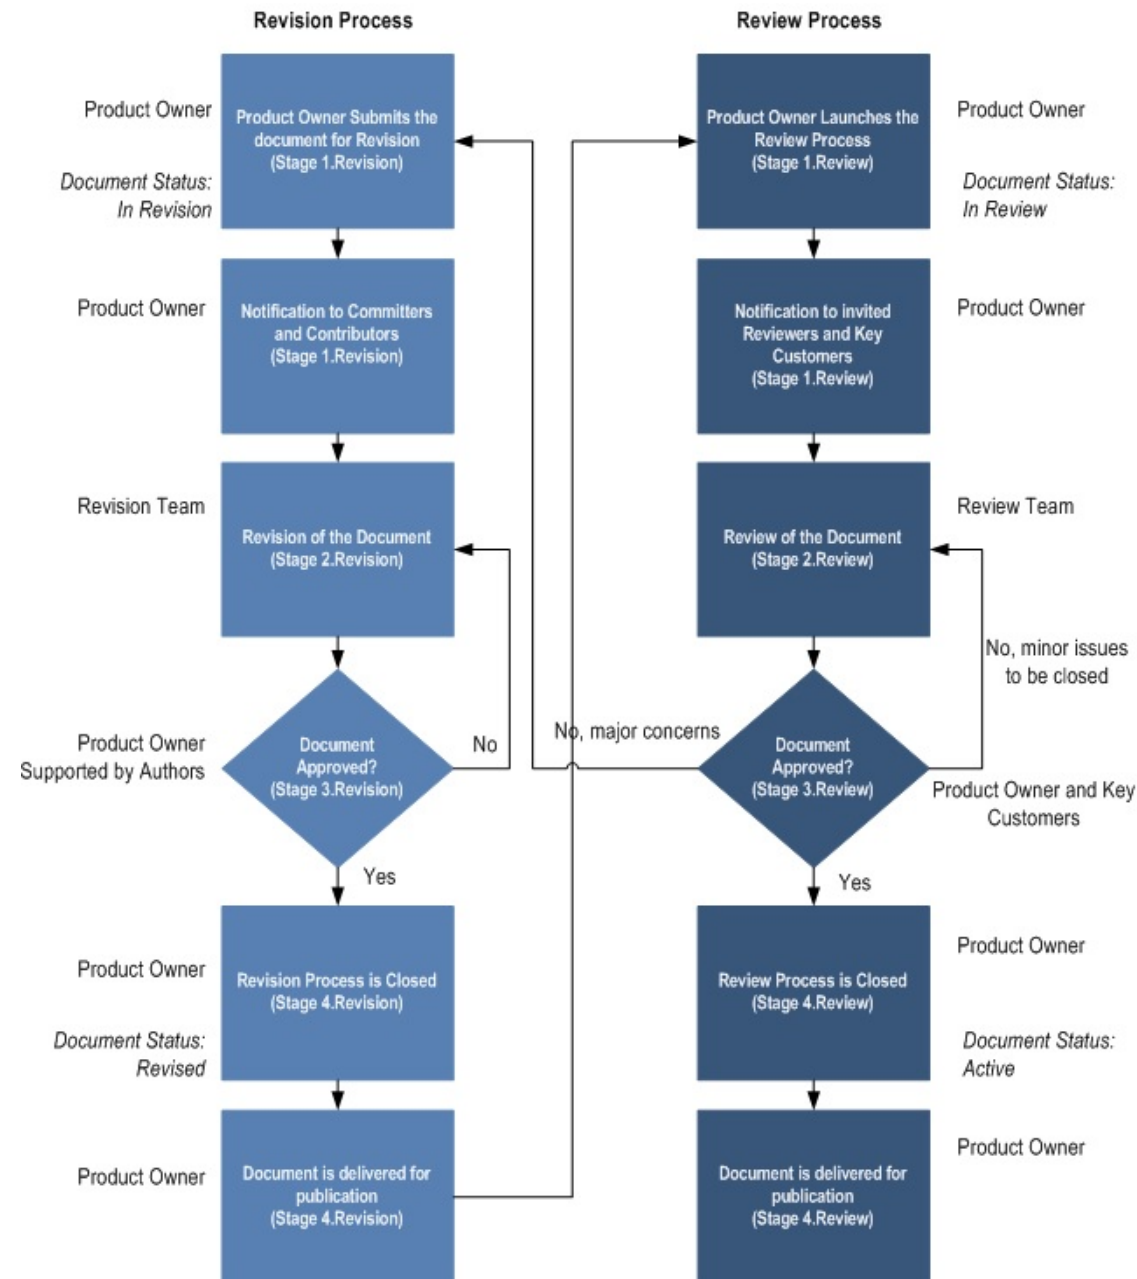 Revision Process
Review Process
Product Owner
Document Status:
In Revision
Product Owner Submits the
document for Revision
(Stage 1.Revision)
Product Owner Launches the
Review Process
(Stage 1.Review)
Product Owner
Document Status:
In Review
Product Owner
Notification to Committers
and Contributors
(Stage 1.Revision)
Notification to invited
Reviewers and Key
Customers
(Stage 1.Review)
Product Owner
Revision Team
Revision of the Document
(Stage 2.Revision)
Review of the Document
(Stage 2.Review)
Review Team
No, minor issues
to be closed
Product Owner
Supported by Authors
Document
Approved?
(Stage 3.Revision)
No
No, major concerns
Document
Approved?
(Stage 3.Review)
Product Owner and Key
Customers
Yes
Yes
Product Owner
Document Status:
Revised
Revision Process is Closed
(Stage 4.Revision)
Review Process is Closed
(Stage 4.Review)
Product Owner
Document Status:
Active
Product Owner
Document is delivered for
publication
(Stage 4.Revision)
Document is delivered for
publication
(Stage 4.Review)
Product Owner